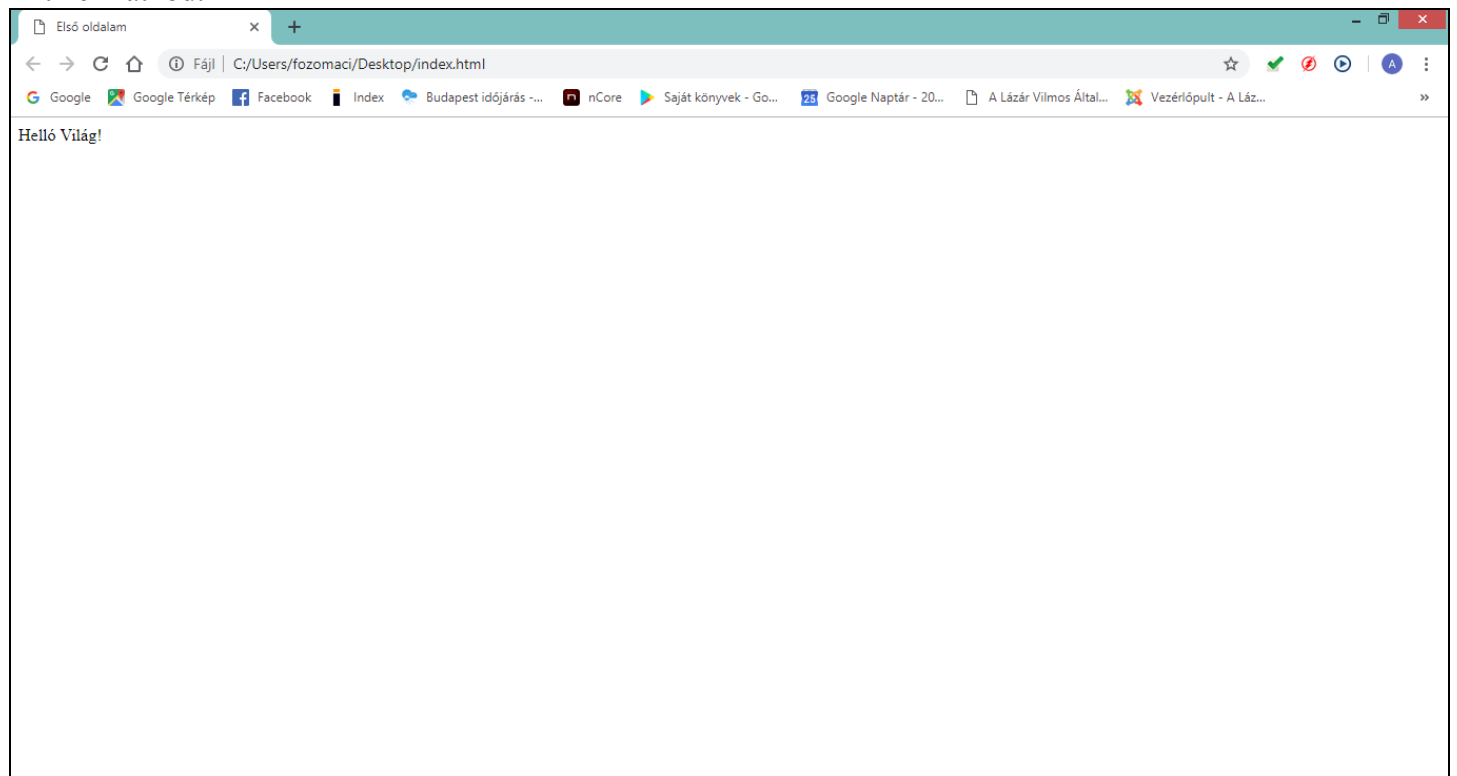 Első oldalam
Fájl | C:/Users/fozomaci/Desktop/index.html
A
Google Google Térkép Facebook Index Budapest időjárás -... nCore Saját könyvek - Go... 25 Google Naptár - 20... A Lázár Vilmos Által... Vezérlőpult - A Láz... »
Helló Világ!